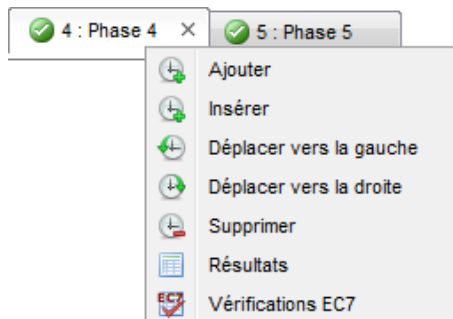 4 : Phase 4 5 : Phase 5
Ajouter
Insérer
Déplacer vers la gauche
Déplacer vers la droite
Supprimer
Résultats
EC7 Vérifications EC7